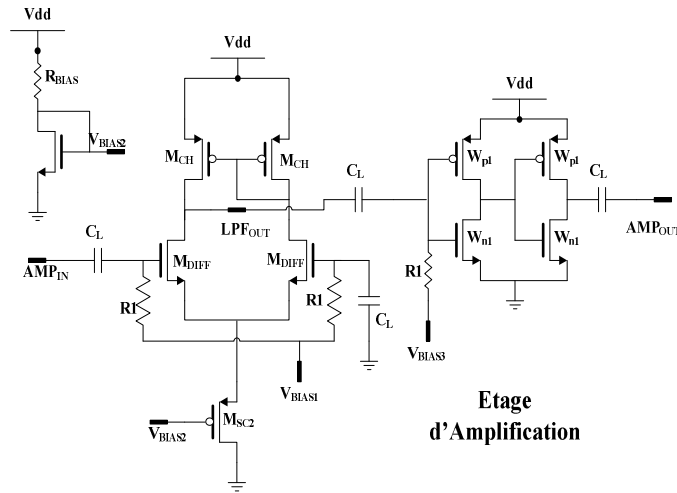 Vdd
RBIAS
VBIAS2
Vdd
MCH
MCH
CL
LPFOUT
Vdd
Wp1
Wp1
CL
Wn1
Wn1
AMPOUT
CL
AMPIN
MDIFF
MDIFF
R1
R1
CL
R1
VBIAS3
VBIAS1
VBIAS2
MSC2
Etage
d'Amplification